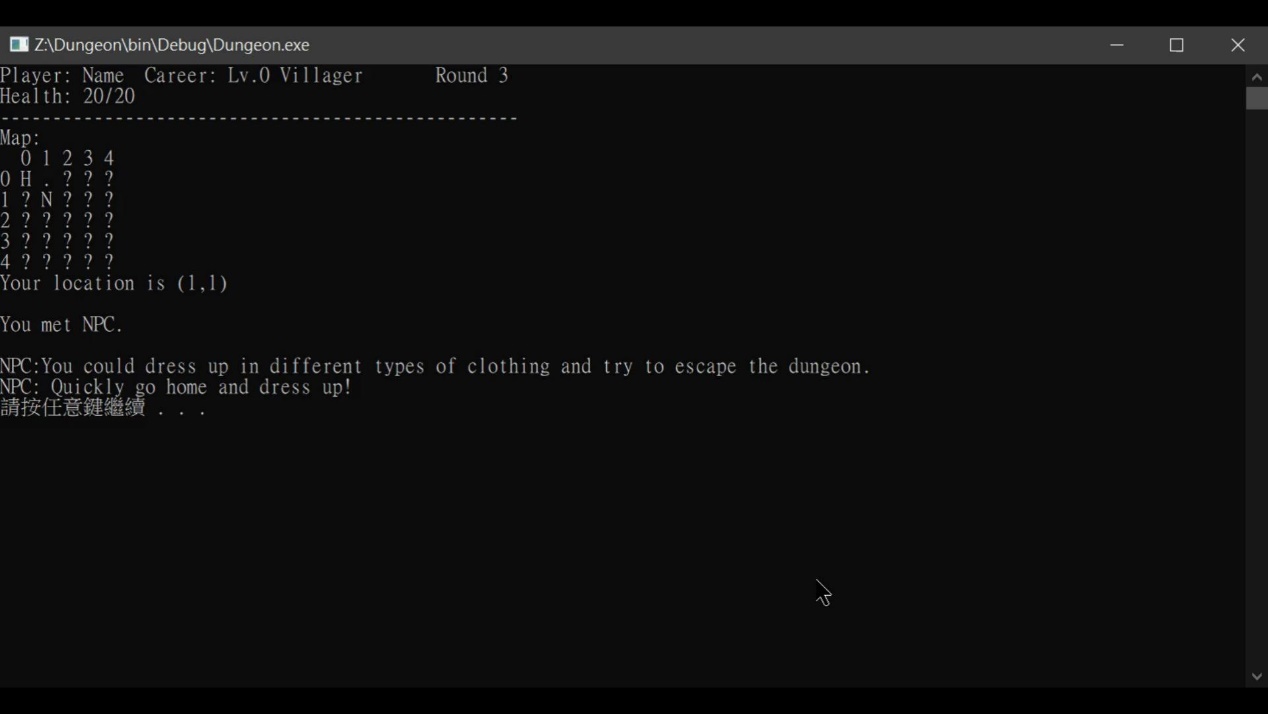 Z:\Dungeon\bin\Debug\Dungeon.exe
Player: Name  Career: Lv.0 Villager       Round 3
Health: 20/20
--------------------------------------------------
Map:
  0 1 2 3 4
0 H . ? ? ?
1 ? N ? ? ?
2 ? ? ? ? ?
3 ? ? ? ? ?
4 ? ? ? ? ?
Your location is (1,1)
You met NPC.
NPC:You could dress up in different types of clothing and try to escape the dungeon.
NPC: Quickly go home and dress up!
請按任意鍵繼續 . . .